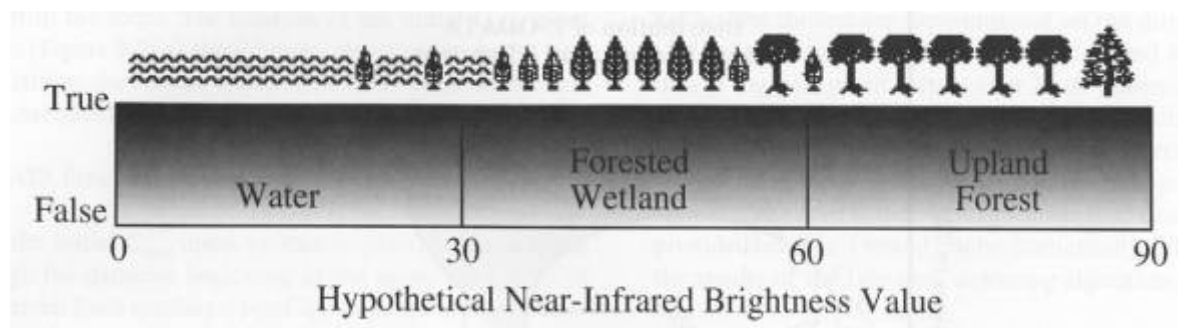 True
Forested
Upland
Water
Wetland
Forest
False
0 30 60 90
Hypothetical Near-Infrared Brightness Value